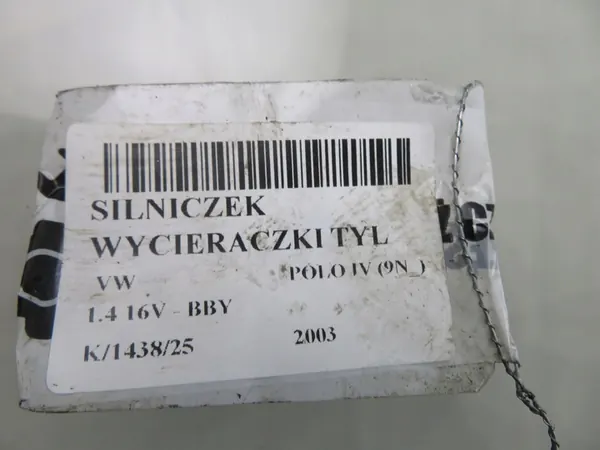 SILNICZEK
WYCIERACZKI TYL
VW POLO IV (9N_)
1.4 16V - BBY
K/1438/25 2003